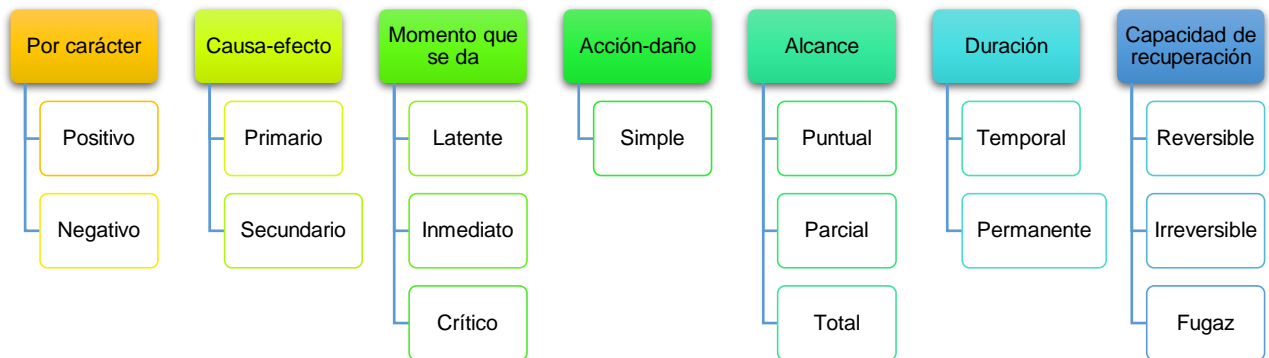 Por carácter
Positivo
Negativo
Causa-efecto
Primario
Secundario
Momento que
se da
Latente
Inmediato
Crítico
Acción-daño
Simple
Alcance
Puntual
Parcial
Total
Duración
Temporal
Permanente
Capacidad de
recuperación
Reversible
Irreversible
Fugaz